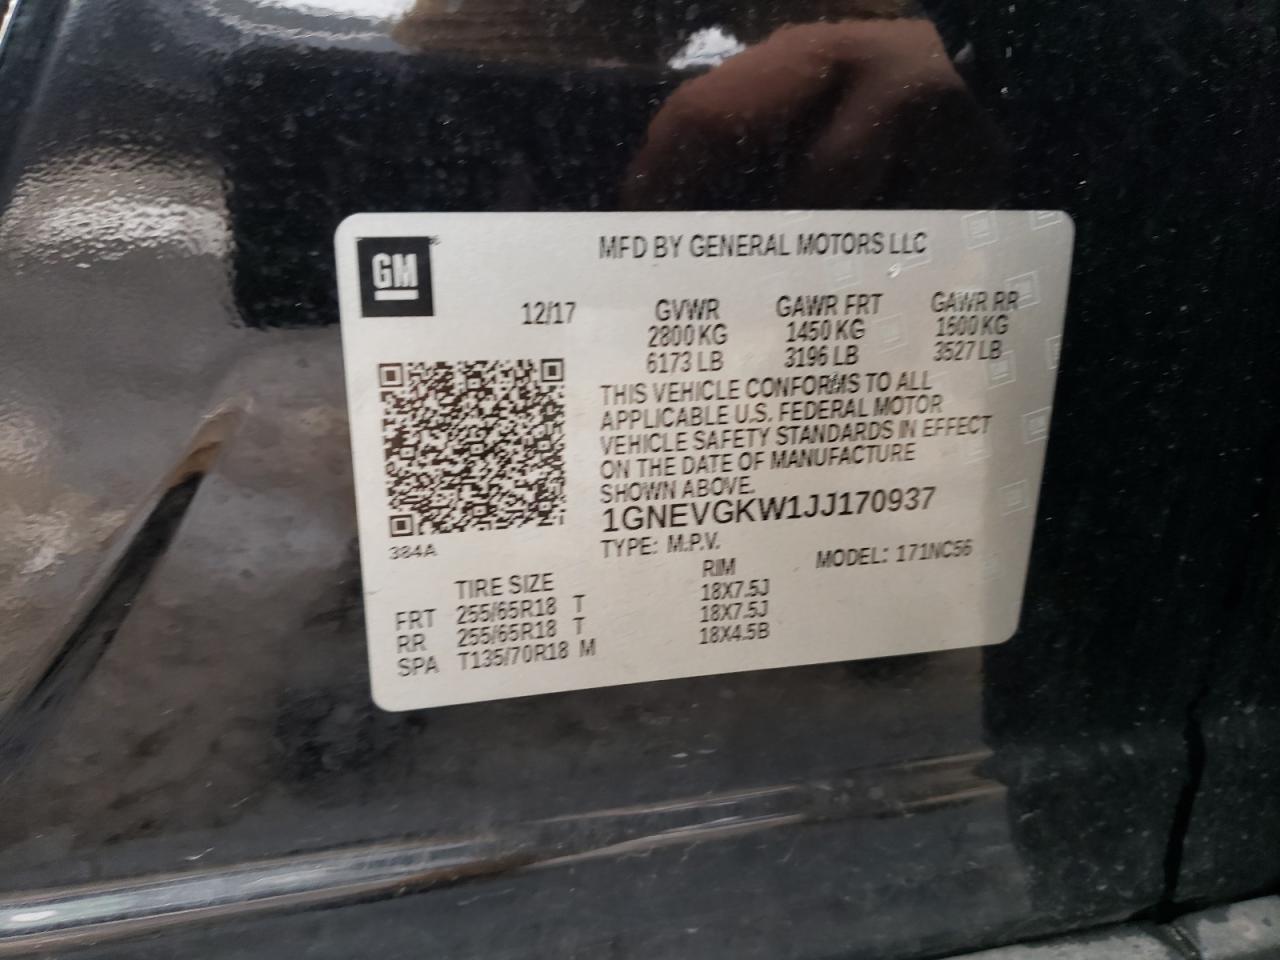 GM
MFD BY GENERAL MOTORS LLC
12/17
GVWR GAWR FRT GAWR RR
2800 KG 1450 KG 1600 KG
6173 LB 3196 LB 3527 LB
THIS VEHICLE CONFORMS TO ALL
APPLICABLE U.S. FEDERAL MOTOR
VEHICLE SAFETY STANDARDS IN EFFECT
ON THE DATE OF MANUFACTURE
SHOWN ABOVE.
1GNEVGKW1JJ170937
384A
TYPE: M.P.V. MODEL: 171NC56
TIRE SIZE RIM
FRT 255/65R18 T 18X7.5J
RR 255/65R18 T 18X7.5J
SPA T135/70R18 M 18X4.5B